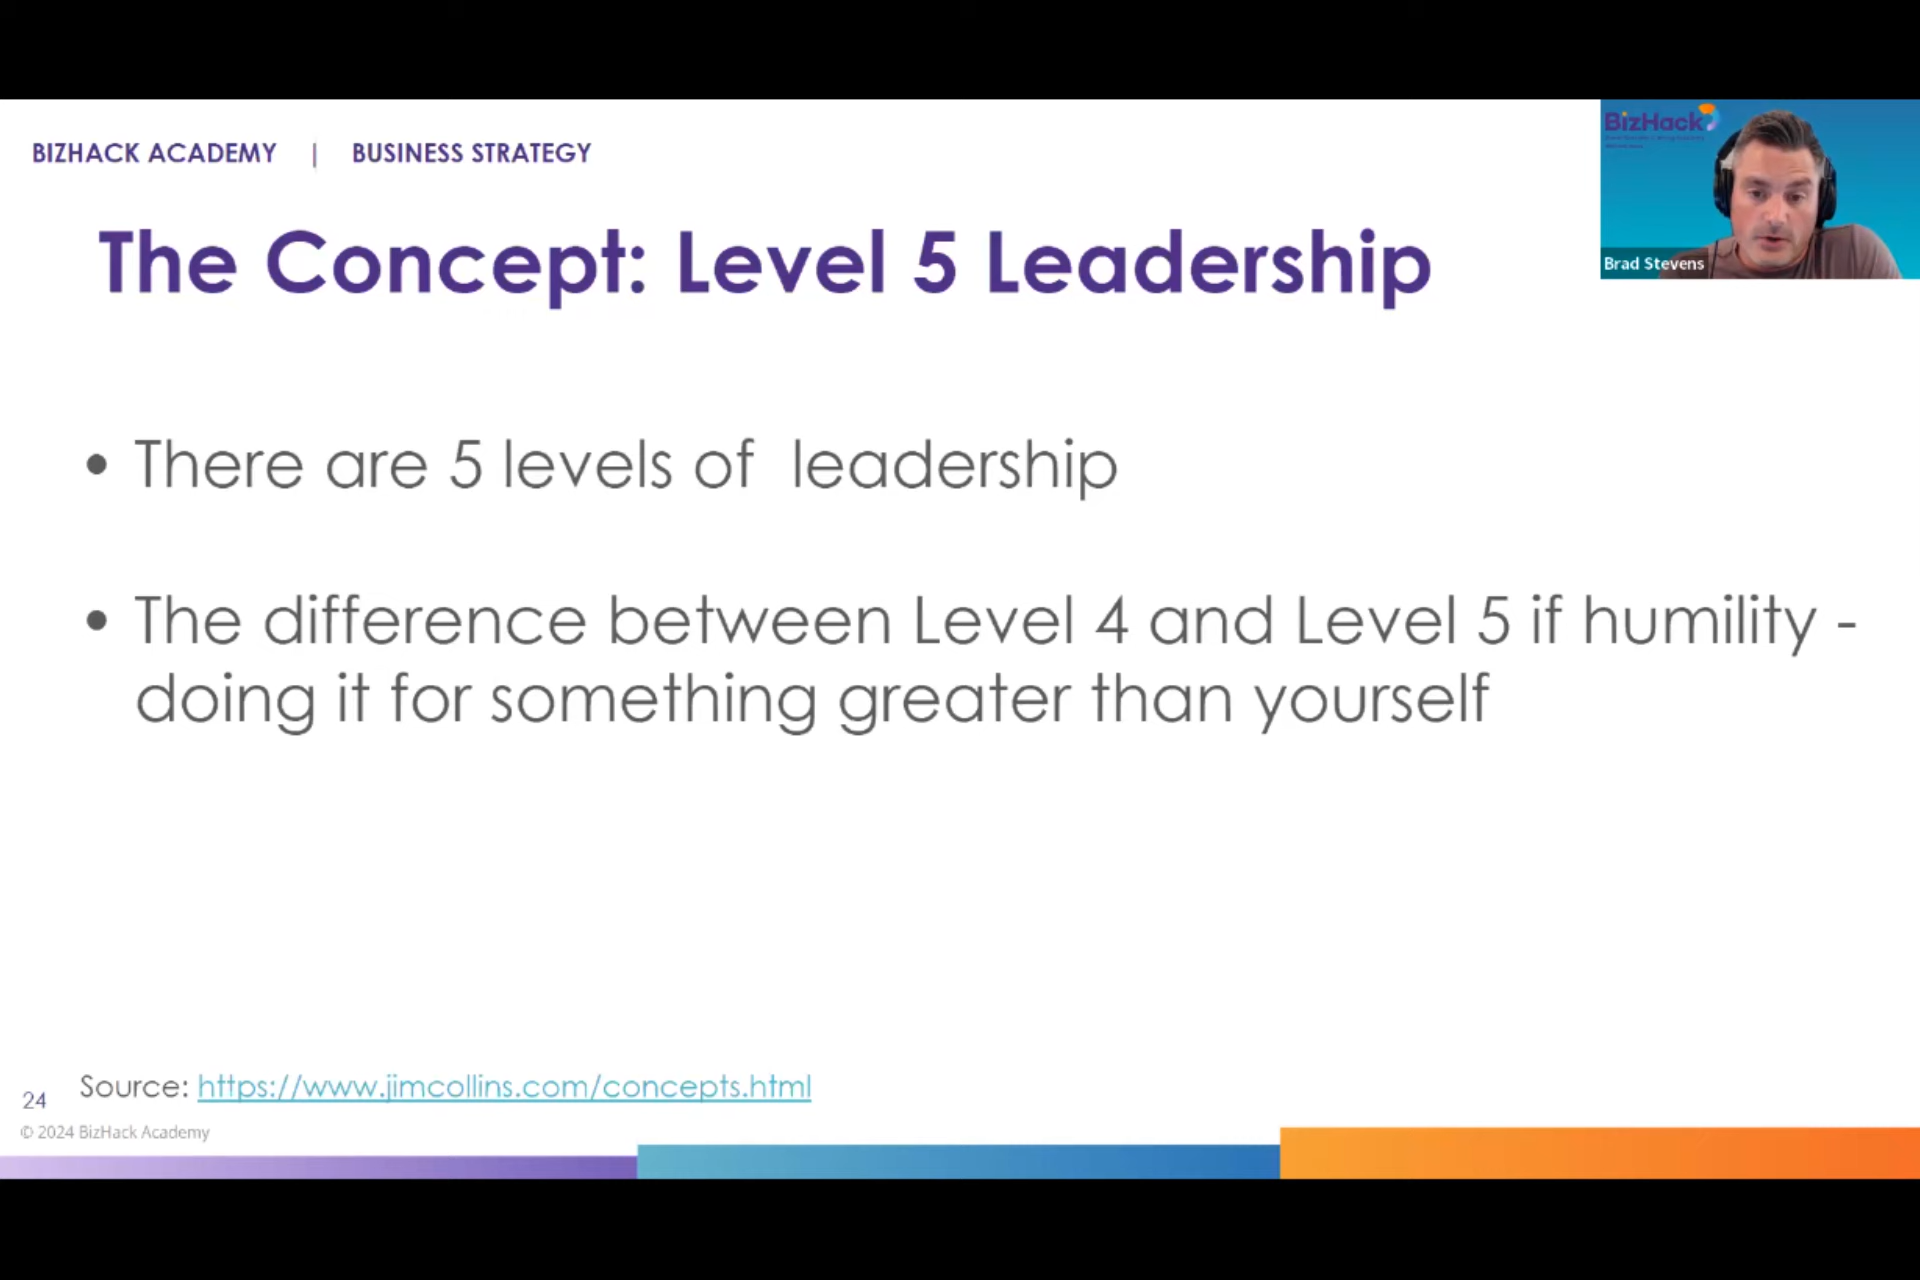 BIZHACK ACADEMY | BUSINESS STRATEGY
BizHack
Brad Stevens
The Concept: Level 5 Leadership
• There are 5 levels of  leadership
• The difference between Level 4 and Level 5 if humility -
doing it for something greater than yourself
Source: https://www.jimcollins.com/concepts.html
24
© 2024 BizHack Academy